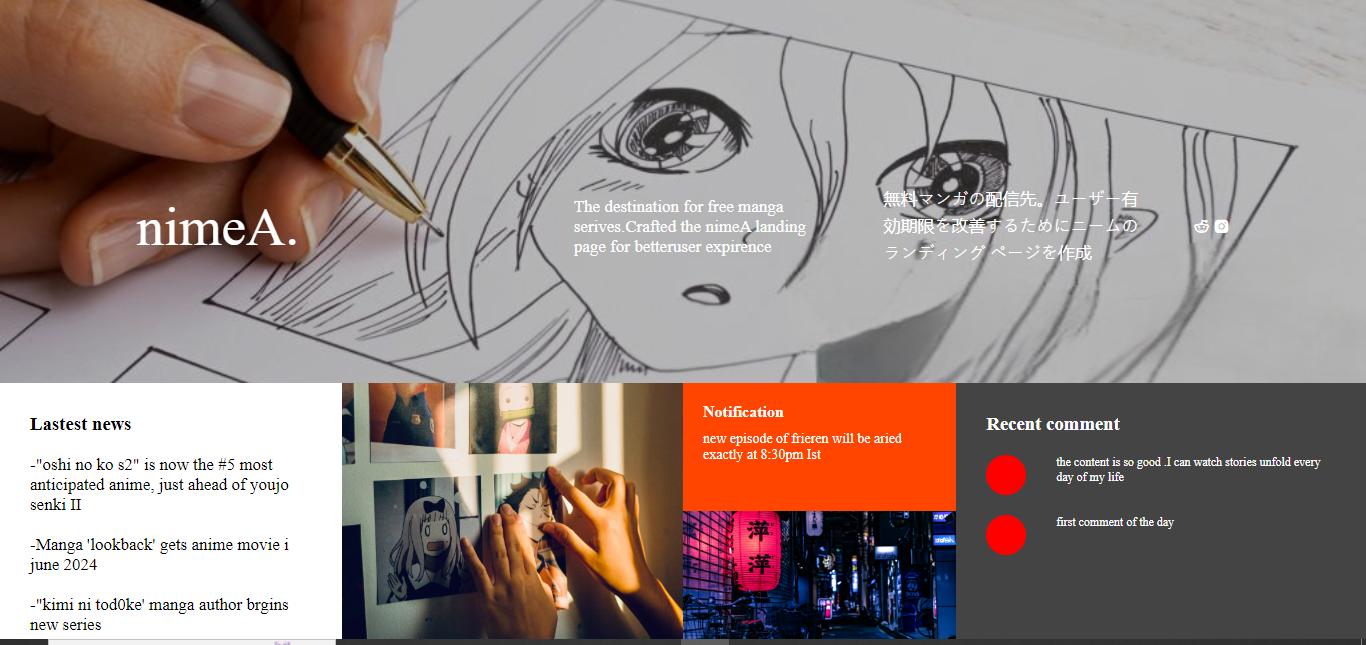 nimeA.
The destination for free manga
serives.Crafted the nimeA landing
page for betteruser expirence
無料マンガの配信先。ユーザー有
効期限を改善するためにニームの
ランディング ページを作成
Lastest news
-"oshi no ko s2" is now the #5 most
anticipated anime, just ahead of youjo
senki II
-Manga 'lookback' gets anime movie i
june 2024
-"kimi ni tod0ke' manga author brgins
new series
Notification
new episode of frieren will be aried
exactly at 8:30pm Ist
萍
萍
Recent comment
the content is so good .I can watch stories unfold every
day of my life
first comment of the day